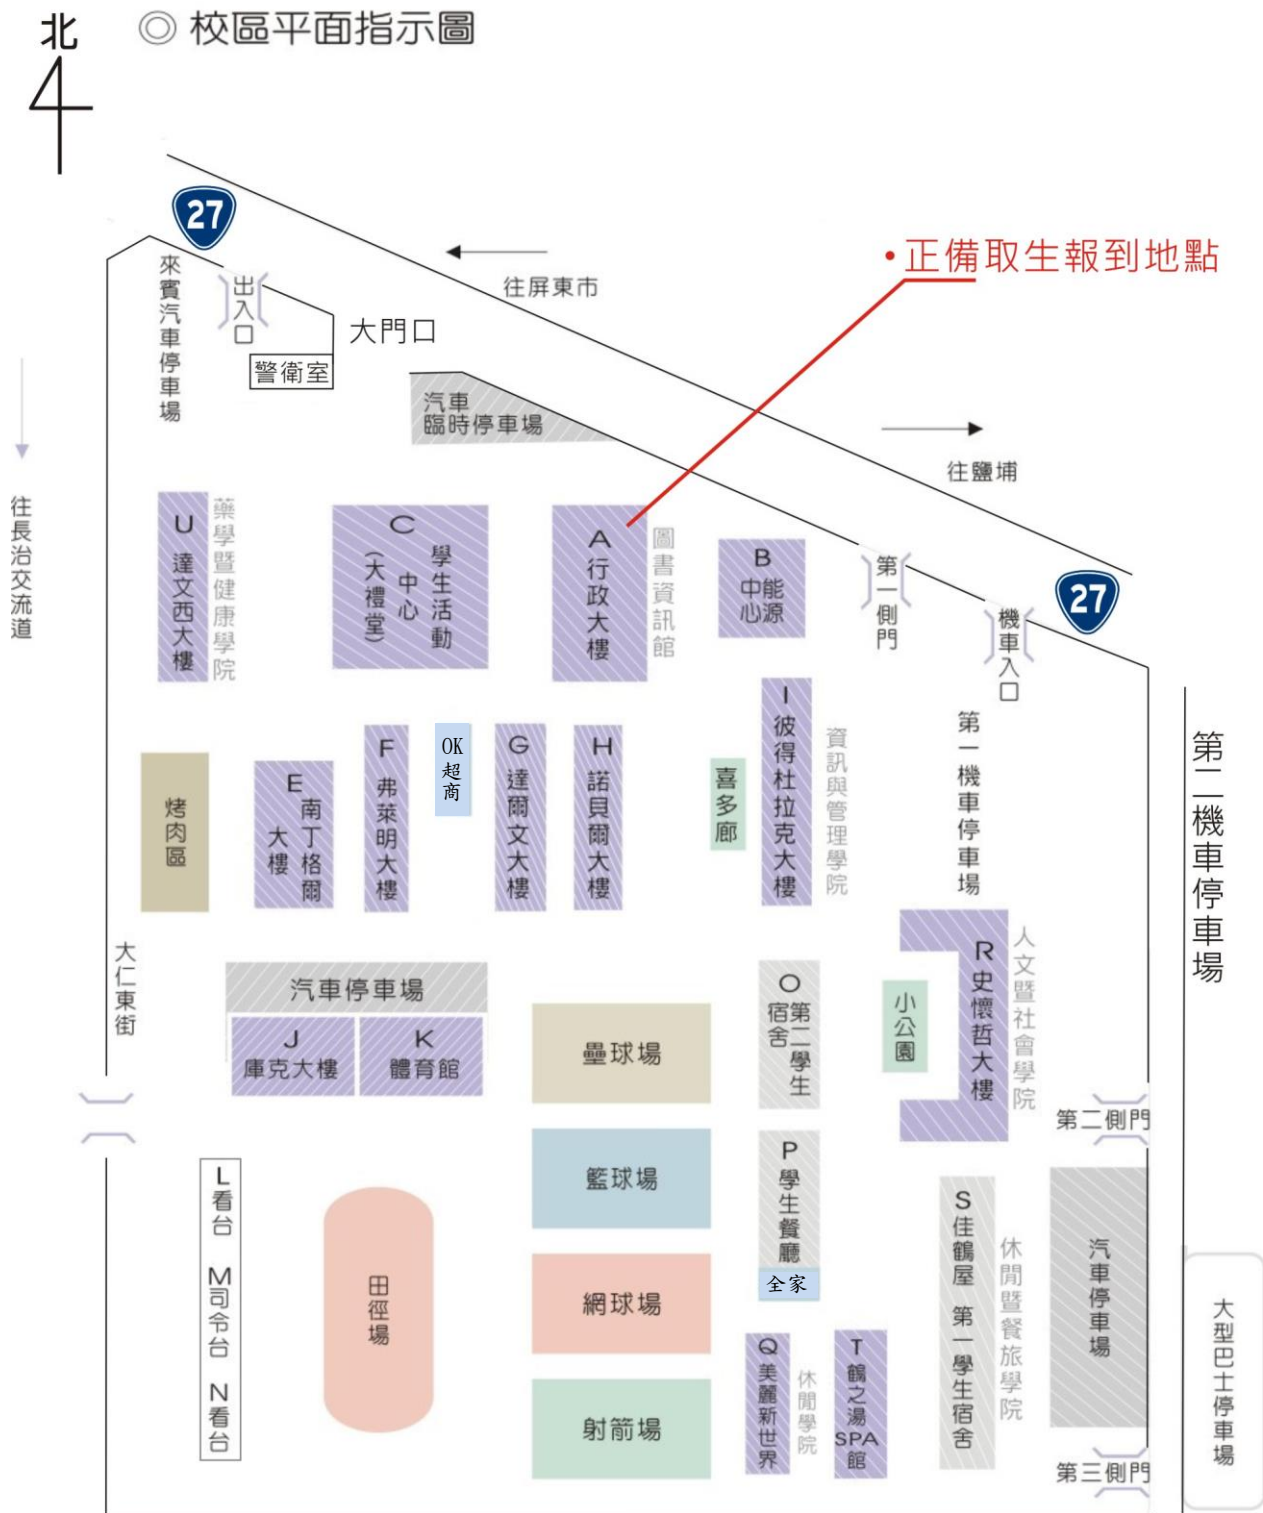 北
◎ 校區平面指示圖
27
來賓汽車停車場
出入口
大門口
警衛室
往屏東市
• 正備取生報到地點
汽車
臨時停車場
往鹽埔
往長治交流道
U 達文西大樓
藥學暨健康學院
C
學生活動
中心
(大禮堂)
A 行政大樓
圖書資訊館
B
能源
中心
第一側門
機車入口
27
烤肉區
E
南丁格爾
大樓
F 弗萊明大樓
OK
超
商
G 達爾文大樓
H 諾貝爾大樓
喜多廊
I 彼得杜拉克大樓
資訊與管理學院
第一機車停車場
第二機車停車場
大仁東街
汽車停車場
J
庫克大樓
K
體育館
壘球場
O
第二學生
宿舍
小公園
R 史懷哲大樓
人文暨社會學院
第二側門
L 看台
M 司令台
N 看台
田徑場
籃球場
網球場
射箭場
P 學生餐廳
全家
Q 美麗新世界
休閒學院
T 鶴之湯
SPA
館
S 佳鶴屋 第一學生宿舍
休閒暨餐旅學院
汽車停車場
第三側門
大型巴士停車場